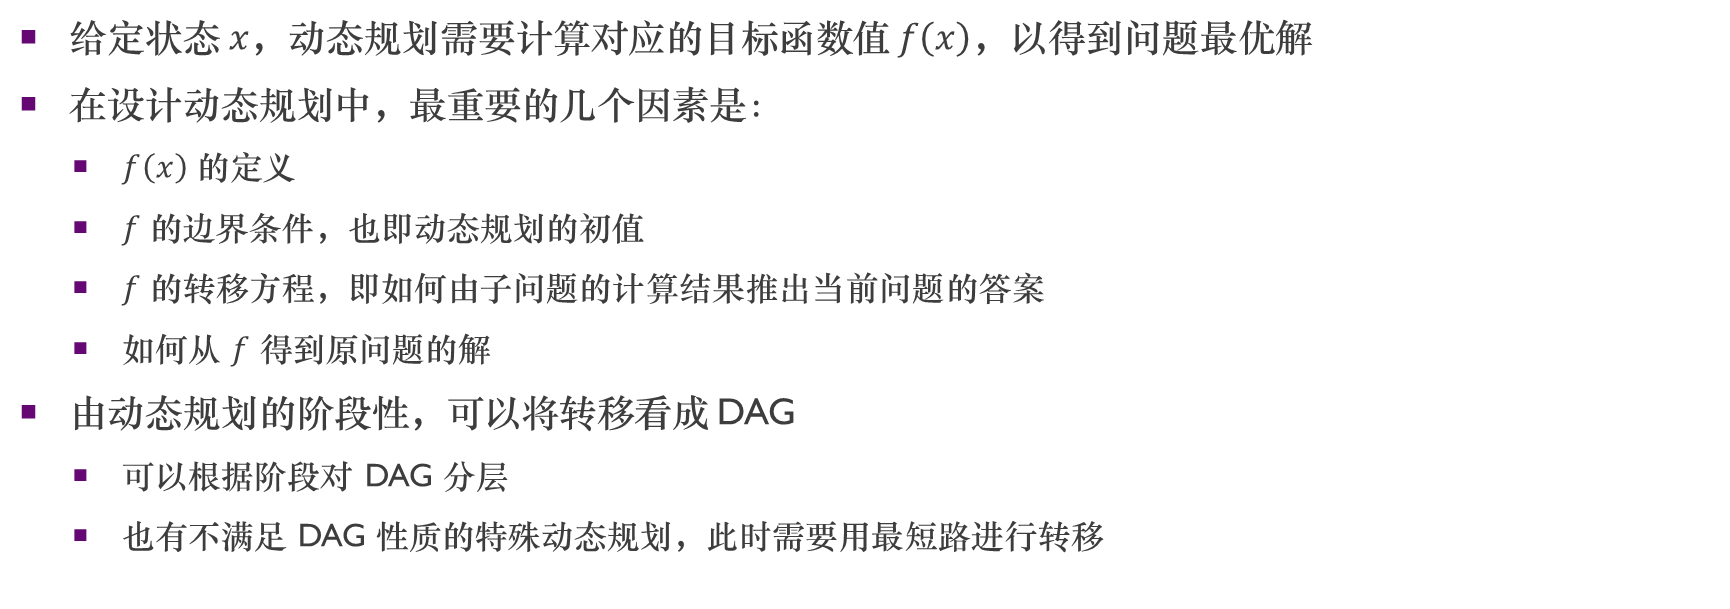 给定状态 x，动态规划需要计算对应的目标函数值 f(x)，以得到问题最优解
在设计动态规划中，最重要的几个因素是：
f(x) 的定义
f 的边界条件，也即动态规划的初值
f 的转移方程，即如何由子问题的计算结果推出当前问题的答案
如何从 f 得到原问题的解
由动态规划的阶段性，可以将转移看成 DAG
可以根据阶段对 DAG 分层
也有不满足 DAG 性质的特殊动态规划，此时需要用最短路进行转移